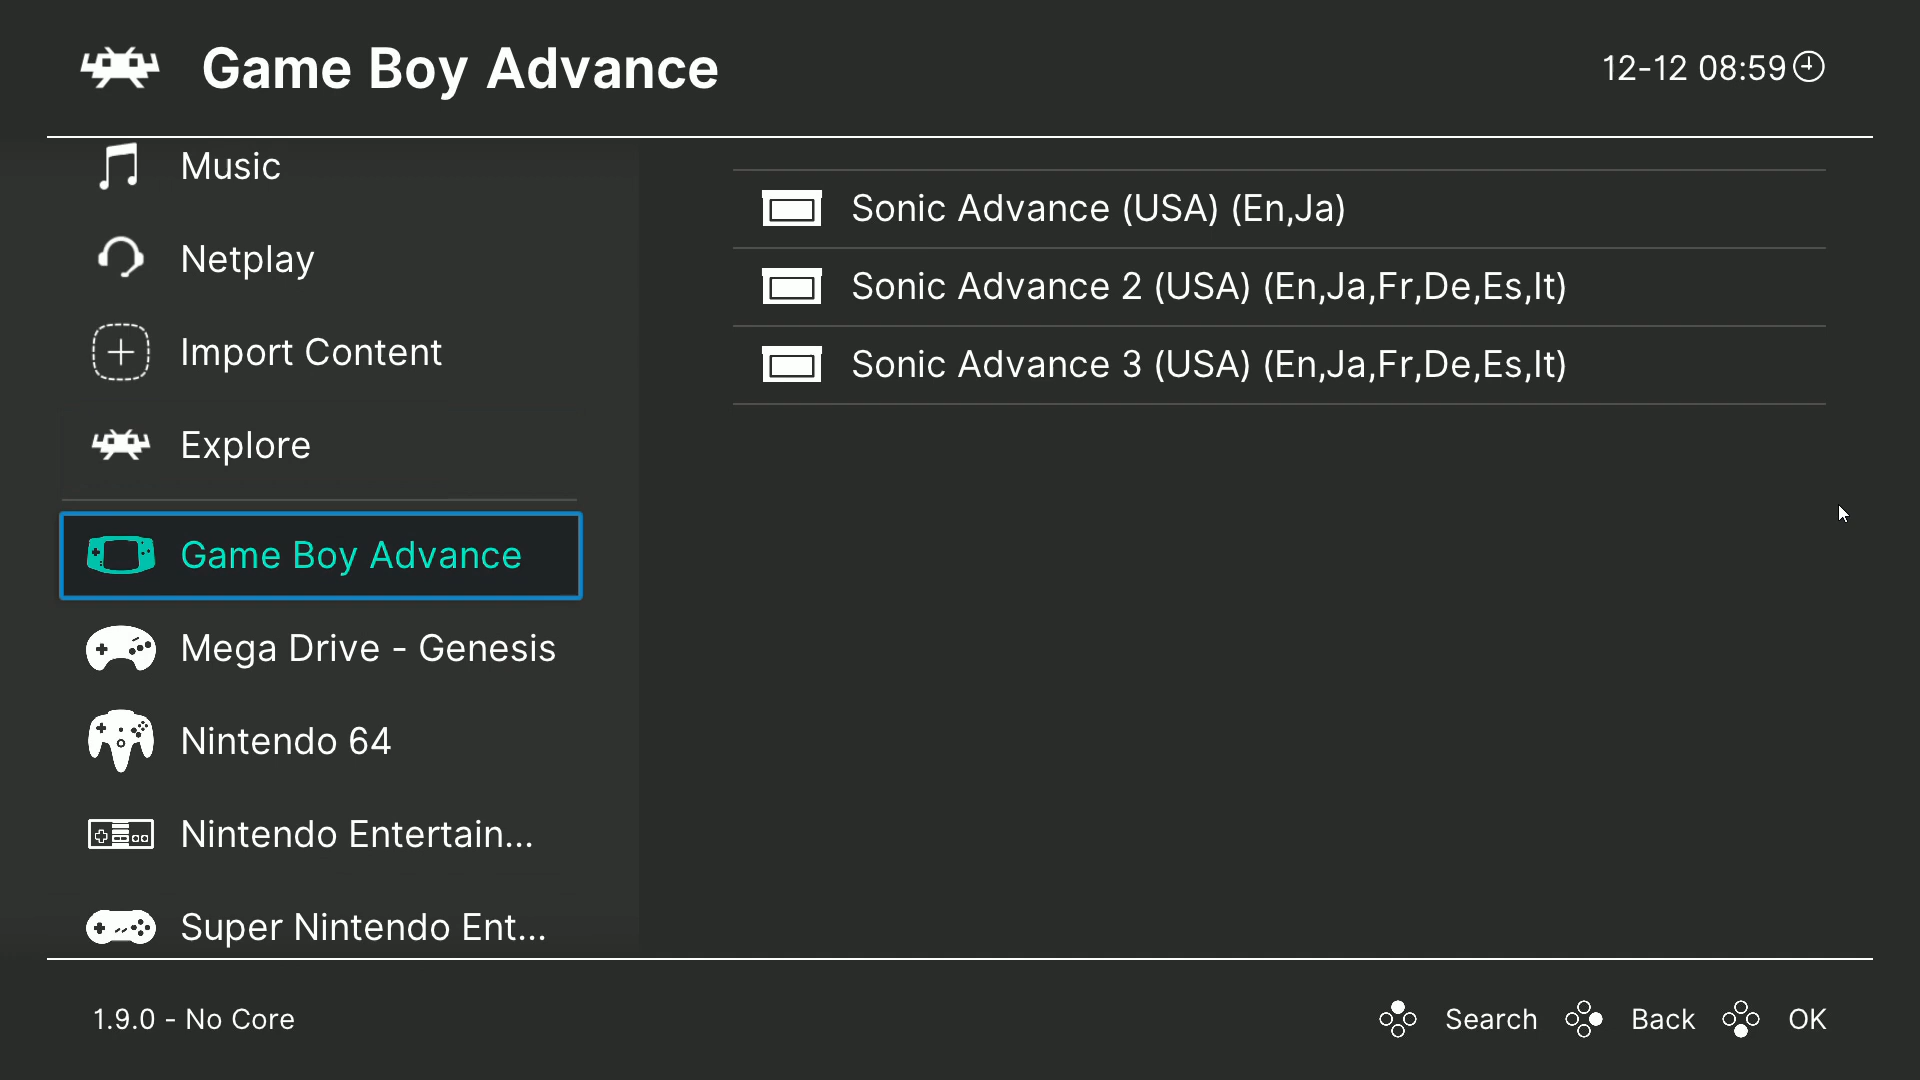 Game Boy Advance
12-12 08:59
Music
Netplay
Import Content
Explore
Game Boy Advance
Mega Drive - Genesis
Nintendo 64
Nintendo Entertain...
Super Nintendo Ent...
Sonic Advance (USA) (En,Ja)
Sonic Advance 2 (USA) (En,Ja,Fr,De,Es,It)
Sonic Advance 3 (USA) (En,Ja,Fr,De,Es,It)
1.9.0 - No Core
Search Back OK